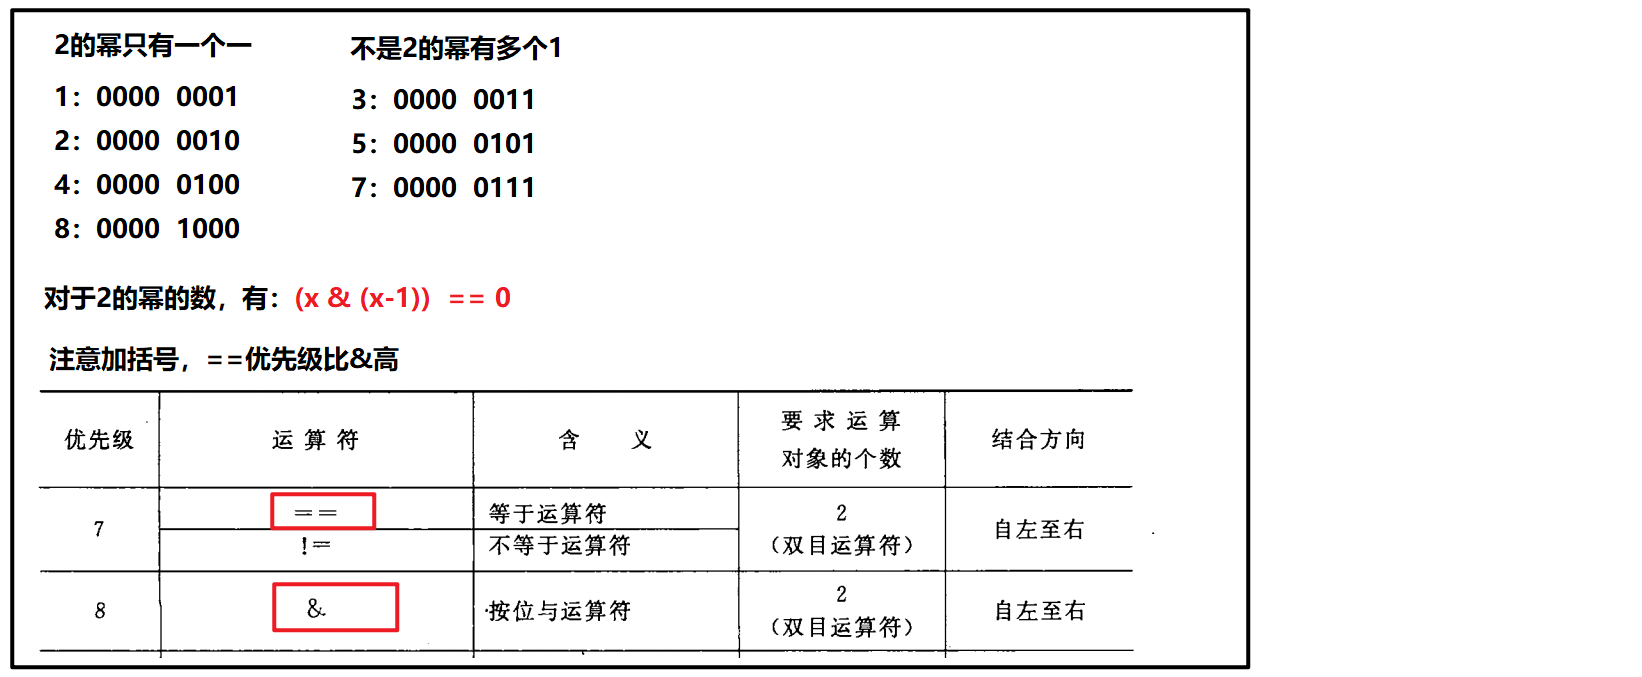 2的幂只有一个一
不是2的幂有多个1
1：0000 0001
3：0000 0011
2：0000 0010
5：0000 0101
4：0000 0100
7：0000 0111
8：0000 1000
对于2的幂的数，有：(x & (x-1)) == 0
注意加括号，==优先级比&高
优先级 运算符 含 义 要求运算对象的个数 结合方向
7 == 等于运算符 2（双目运算符） 自左至右
!= 不等于运算符
8 & 按位与运算符 2（双目运算符） 自左至右